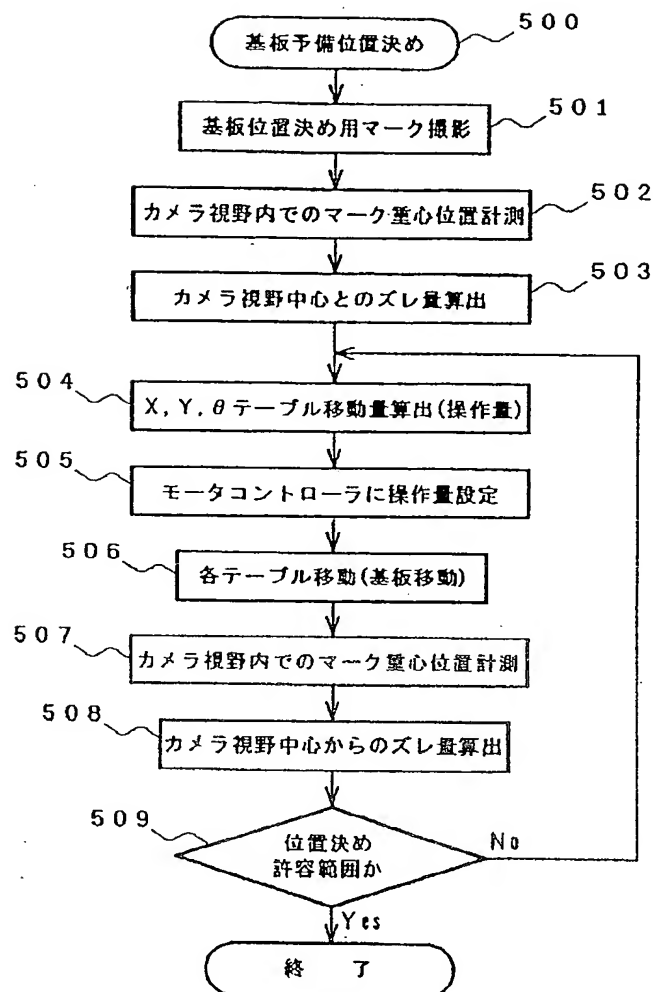 基板予備位置決め
500
基板位置決め用マーク撮影
501
カメラ視野内でのマーク重心位置計測
502
カメラ視野中心とのズレ量算出
503
504
X, Y, θテーブル移動量算出(操作量)
505
モータコントローラに操作量設定
506
各テーブル移動(基板移動)
507
カメラ視野内でのマーク重心位置計測
508
カメラ視野中心からのズレ量算出
509
位置決め
許容範囲か
No
Yes
終 了